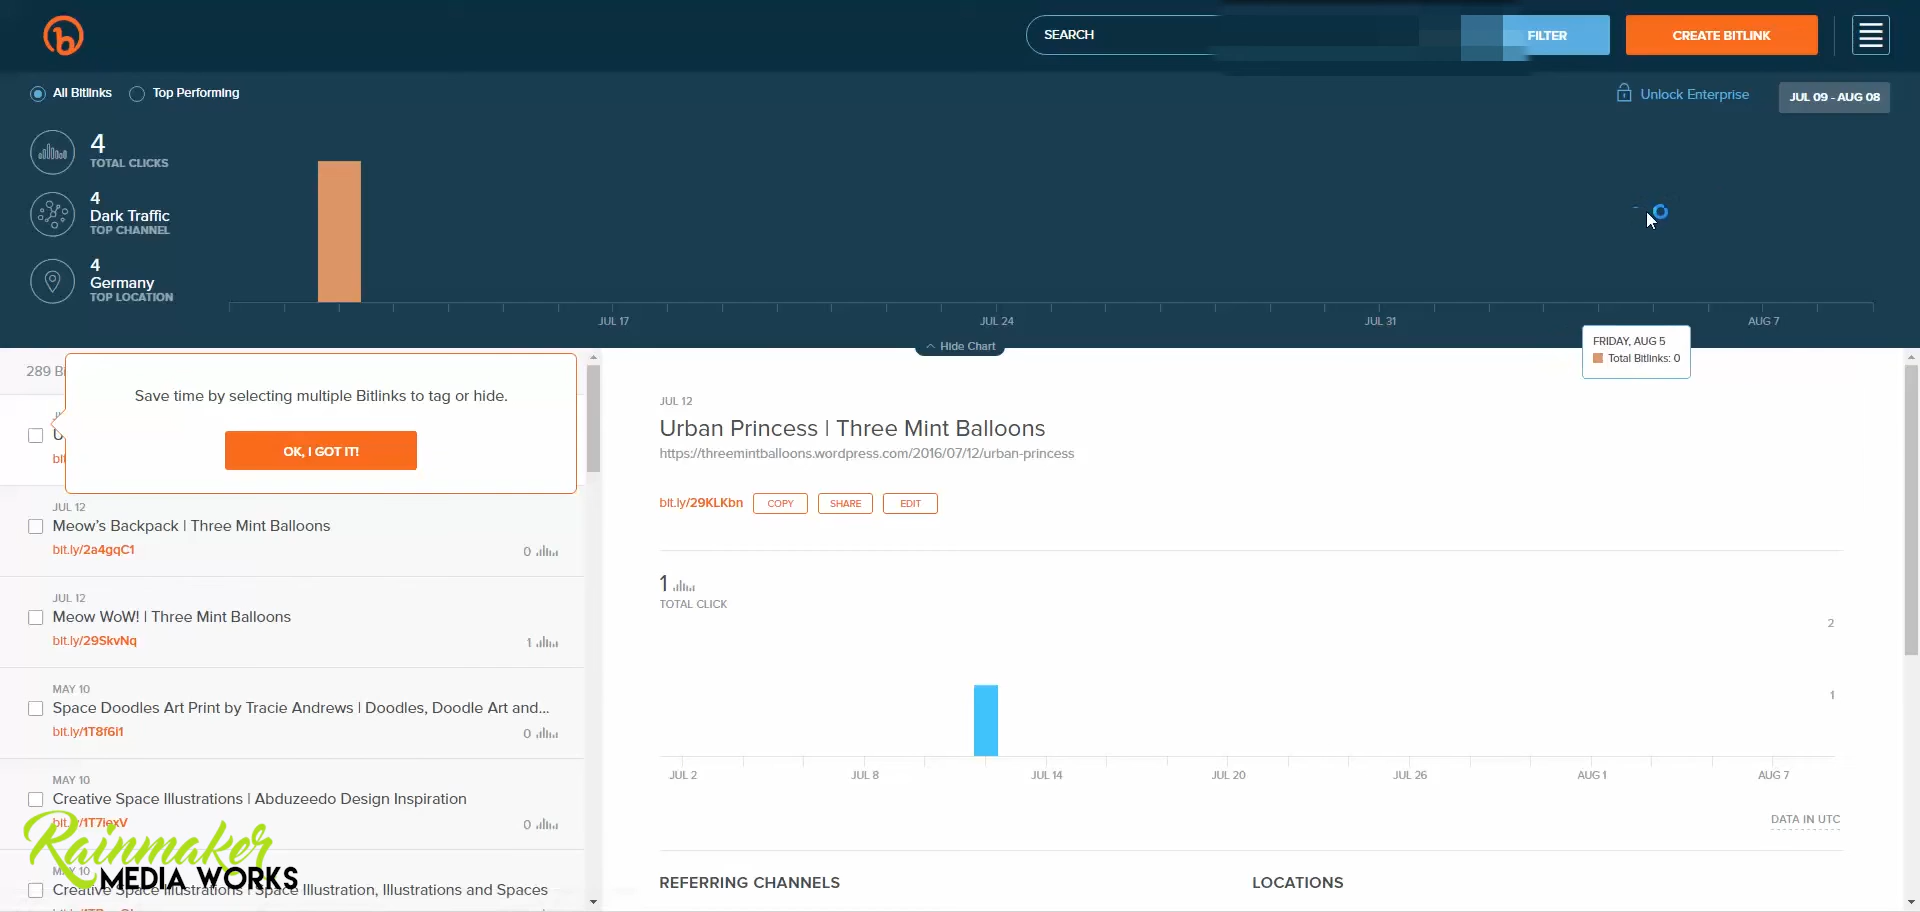 SEARCH
FILTER
CREATE BITLINK
All Bitlinks
Top Performing
Unlock Enterprise
JUL 09 - AUG 08
4
TOTAL CLICKS
4
Dark Traffic
TOP CHANNEL
4
Germany
TOP LOCATION
JUL 17
JUL 24
JUL 31
AUG 7
Hide Chart
FRIDAY, AUG 5
Total Bitlinks: 0
289
Save time by selecting multiple Bitlinks to tag or hide.
OK, I GOT IT!
JUL 12
Meow's Backpack | Three Mint Balloons
bit.ly/2a4gqC1
0
JUL 12
Meow WoW! | Three Mint Balloons
bit.ly/29SkvNq
1
MAY 10
Space Doodles Art Print by Tracie Andrews | Doodles, Doodle Art and...
bit.ly/1T8f6i1
0
MAY 10
Creative Space Illustrations | Abduzeedo Design Inspiration
0
MAY 10
Creative Space Illustrations | Space Illustration, Illustrations and Spaces
Rainmaker
MEDIA WORKS
JUL 12
Urban Princess | Three Mint Balloons
https://threemintballoons.wordpress.com/2016/07/12/urban-princess
bit.ly/29KLKbn
COPY
SHARE
EDIT
1
TOTAL CLICK
2
1
JUL 2
JUL 8
JUL 14
JUL 20
JUL 26
AUG 1
AUG 7
DATA IN UTC
REFERRING CHANNELS
LOCATIONS